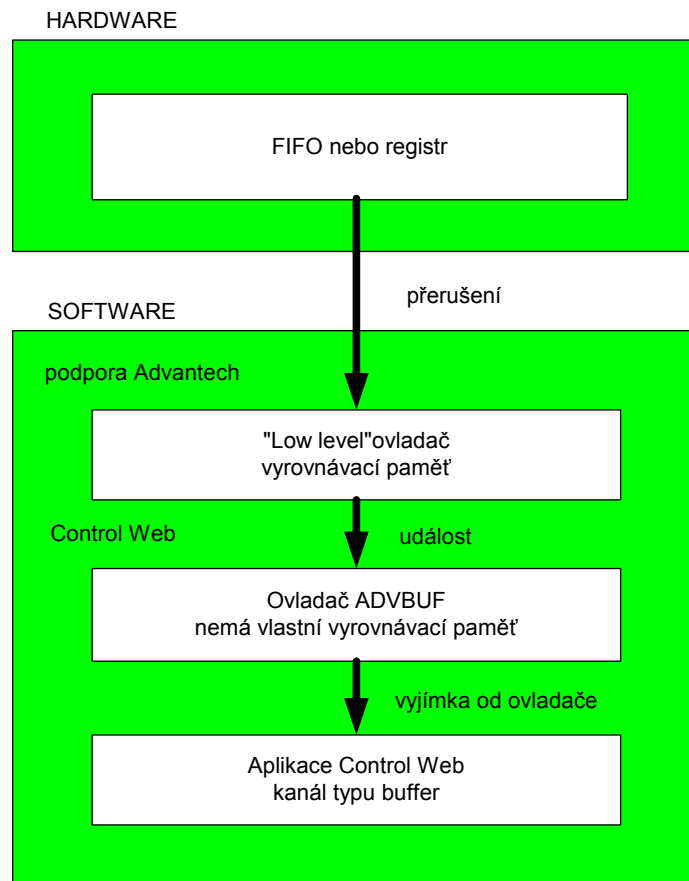 HARDWARE
FIFO nebo registr
přerušení
SOFTWARE
podpora Advantech
"Low level"ovladač
vyrovnávací paměť
Control Web
událost
Ovladač ADVBUF
nemá vlastní vyrovnávací paměť
vyjímka od ovladače
Aplikace Control Web
kanál typu buffer